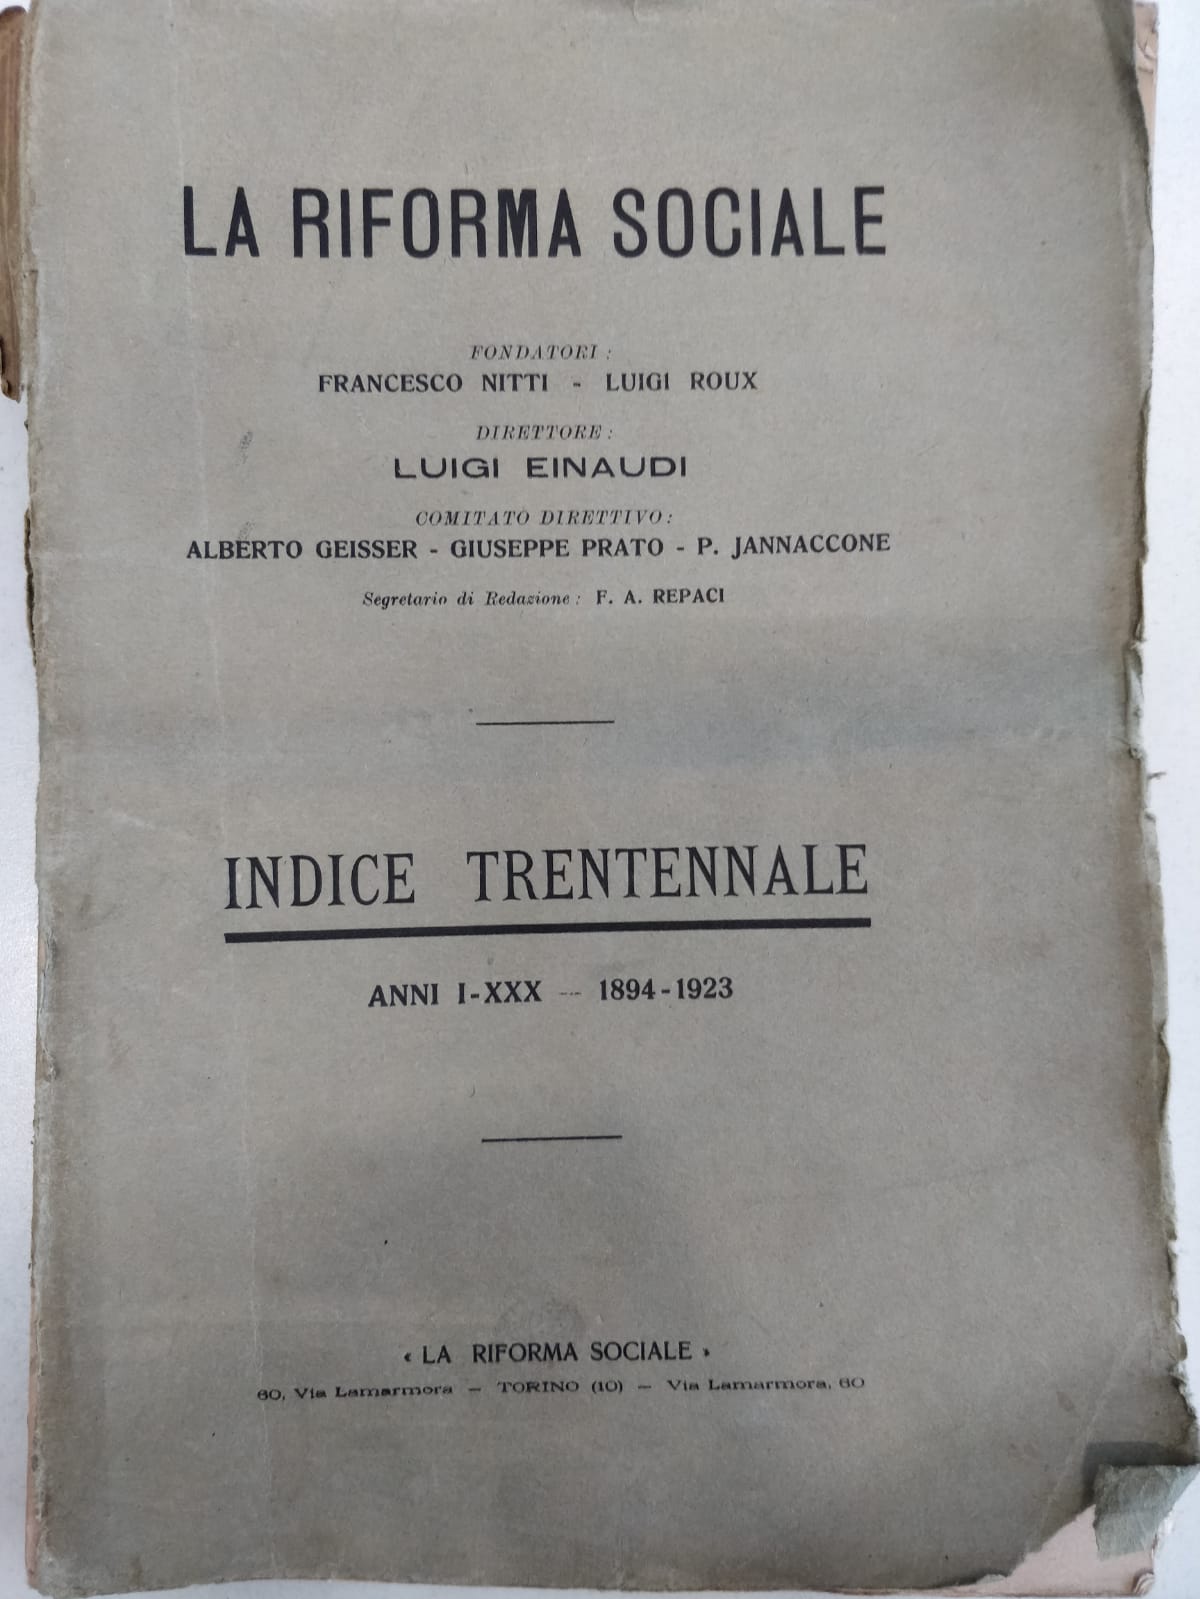 LA RIFORMA SOCIALE
FONDATORI:
FRANCESCO NITTI - LUIGI ROUX
DIRETTORE:
LUIGI EINAUDI
COMITATO DIRETTIVO:
ALBERTO GEISSER - GIUSEPPE PRATO - P. JANNACCONE
Segretario di Redazione: F. A. REPACI
INDICE TRENTENNALE
ANNI I-XXX — 1894-1923
« LA RIFORMA SOCIALE »
60, Via Lamarmora — TORINO (10) — Via Lamarmora, 60